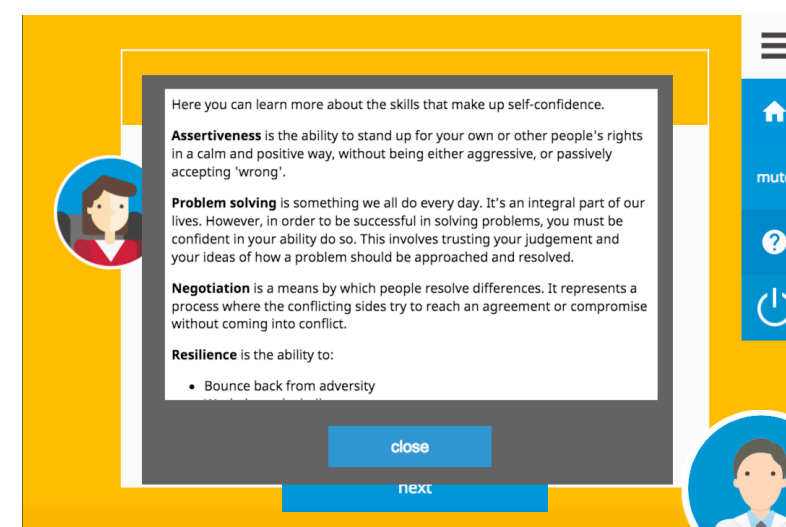 Here you can learn more about the skills that make up self-confidence.
Assertiveness is the ability to stand up for your own or other people's rights
in a calm and positive way, without being either aggressive, or passively
accepting 'wrong'.
Problem solving is something we all do every day. It's an integral part of our
lives. However, in order to be successful in solving problems, you must be
confident in your ability do so. This involves trusting your judgement and
your ideas of how a problem should be approached and resolved.
Negotiation is a means by which people resolve differences. It represents a
process where the conflicting sides try to reach an agreement or compromise
without coming into conflict.
Resilience is the ability to:
• Bounce back from adversity
close
next